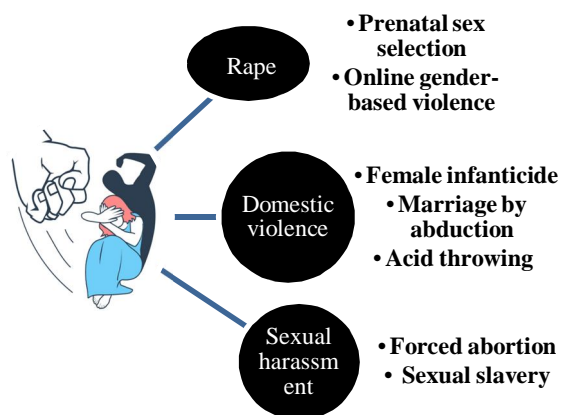 Rape
• Prenatal sex
selection
• Online gender-
based violence
Domestic
violence
• Female infanticide
• Marriage by
abduction
• Acid throwing
Sexual
harassm
ent
• Forced abortion
• Sexual slavery